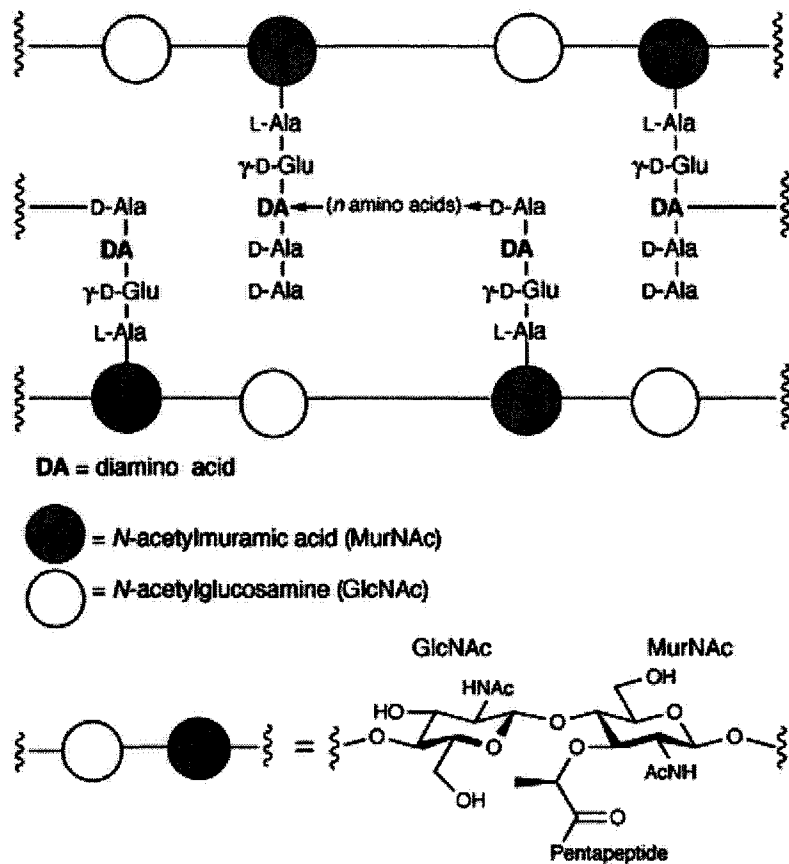 L-Ala L-Ala
γ-D-Glu γ-D-Glu
D-Ala DA (n amino acids) D-Ala DA
DA D-Ala DA D-Ala
γ-D-Glu D-Ala γ-D-Glu D-Ala
L-Ala L-Ala
DA = diamino acid
= N-acetylmuramic acid (MurNAc)
= N-acetylglucosamine (GlcNAc)
GlcNAc MurNAc
HNAc OH
HO O O
= O O O O
OH O AcNH
O
Pentapeptide